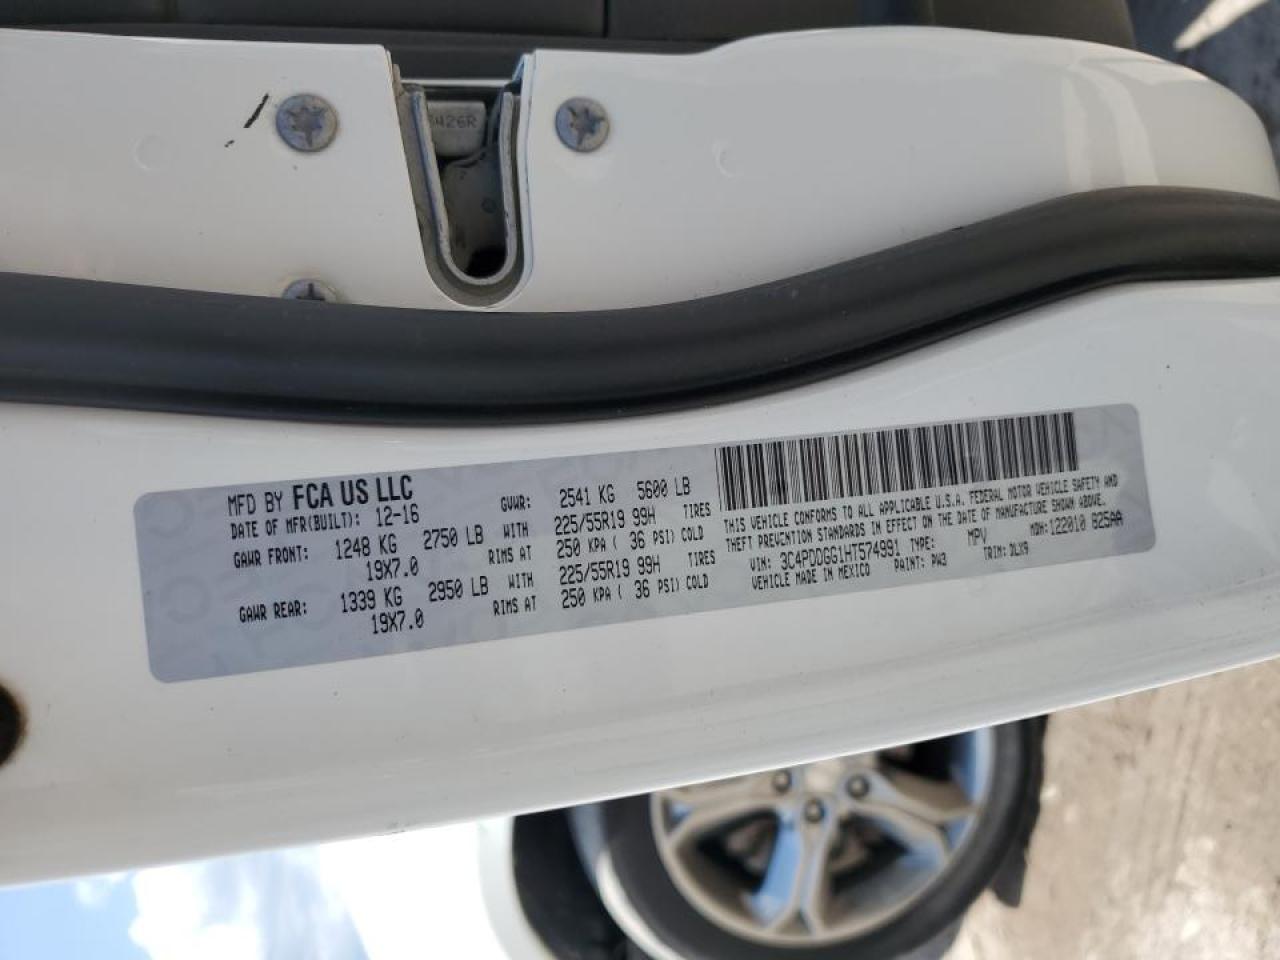 426R
MFD BY FCA US LLC
DATE OF MFR(BUILT): 12-16
GVWR: 2541 KG 5600 LB
GAWR FRONT: 1248 KG 2750 LB WITH 225/55R19 99H TIRES
19X7.0 RIMS AT 250 KPA ( 36 PSI) COLD
GAWR REAR: 1339 KG 2950 LB WITH 225/55R19 99H TIRES
19X7.0 RIMS AT 250 KPA ( 36 PSI) COLD
THIS VEHICLE CONFORMS TO ALL APPLICABLE U.S.A. FEDERAL MOTOR VEHICLE SAFETY AND
THEFT PREVENTION STANDARDS IN EFFECT ON THE DATE OF MANUFACTURE SHOWN ABOVE.
VIN: 3C4PDDGG1HT574991 TYPE: MPV MDH: 122010 925AA
VEHICLE MADE IN MEXICO PAINT: PW3 TRIM: DLX9